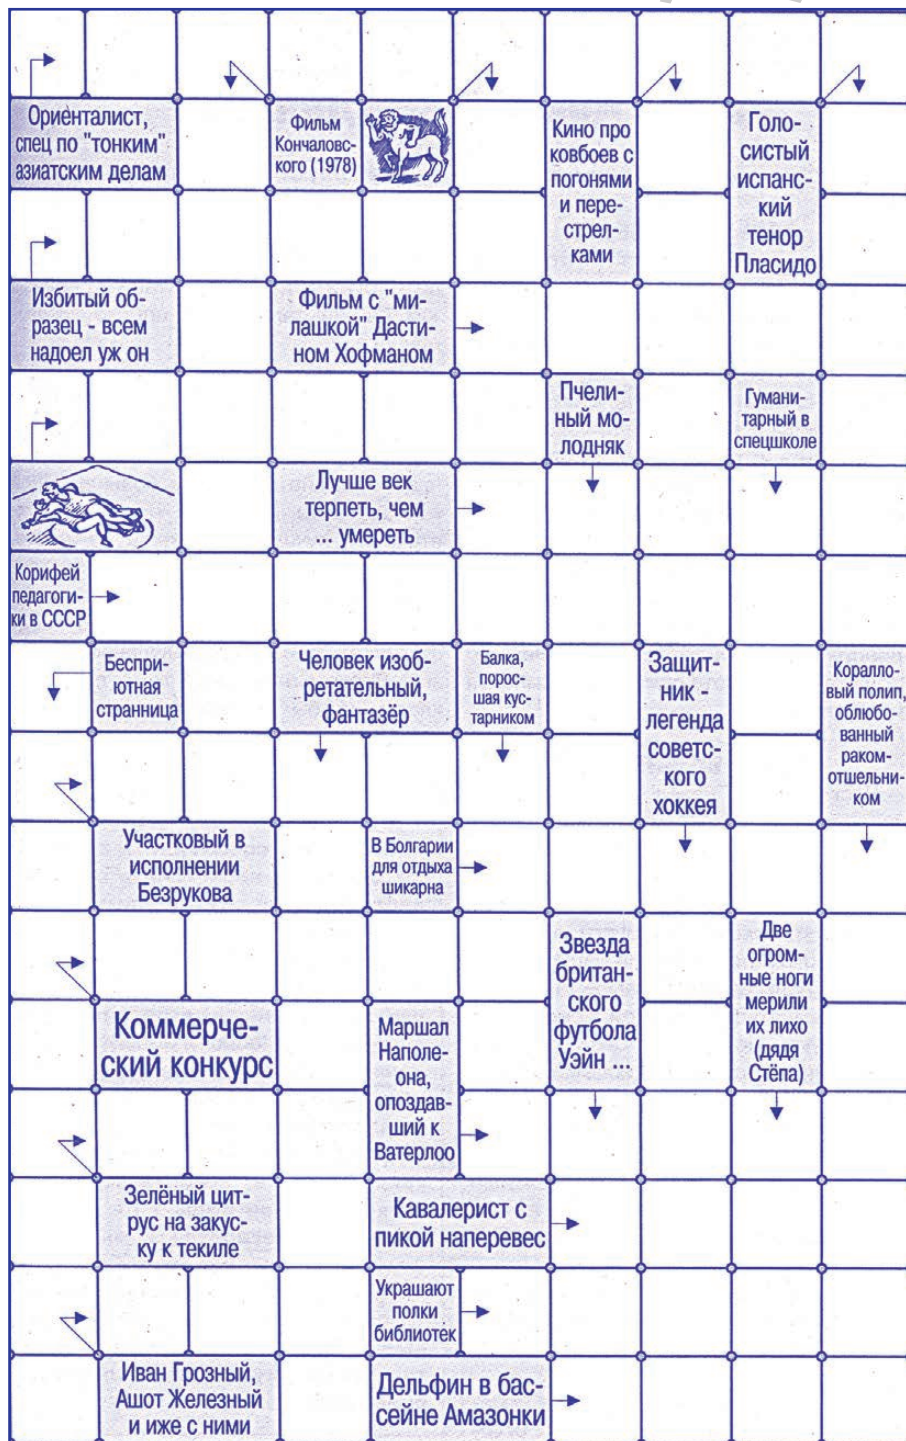 Ориенталист,
спец по "тонким"
азиатским делам
Фильм
Кончаловс-
кого (1978)
Кино про
ковбоев с
погонями
и пере-
стрел-
ками
Голо-
систый
испанс-
кий
тенор
Пласидо
Избитый об-
разец - всем
надоел уж он
Фильм с "ми-
лашкой" Дасти-
ном Хофманом
Пчели-
ный мо-
лодняк
Гумани-
тарный в
спецшколе
Лучше век
терпеть, чем
... умереть
Корифей
педагоги-
ки в СССР
Беспри-
ютная
странница
Человек изоб-
ретательный,
фантазёр
Балка,
порос-
шая кус-
тарником
Защит-
ник -
легенда
советс-
кого
хоккея
Коралло-
вый полип,
облюбо-
ванный
раком-
отшельни-
ком
Участковый в
исполнении
Безрукова
В Болгарии
для отдыха
шикарна
Звезда
британ-
ского
футбола
Уэйн ...
Две
огром-
ные ноги
мерили
их лихо
(дядя
Стёпа)
Коммерче-
ский конкурс
Маршал
Наполе-
она,
опоздав-
ший к
Ватерлоо
Зелёный цит-
рус на закус-
ку к текиле
Кавалерист с
пикой наперевес
Украшают
полки
библиотек
Иван Грозный,
Ашот Железный
и иже с ними
Дельфин в бас-
сейне Амазонки